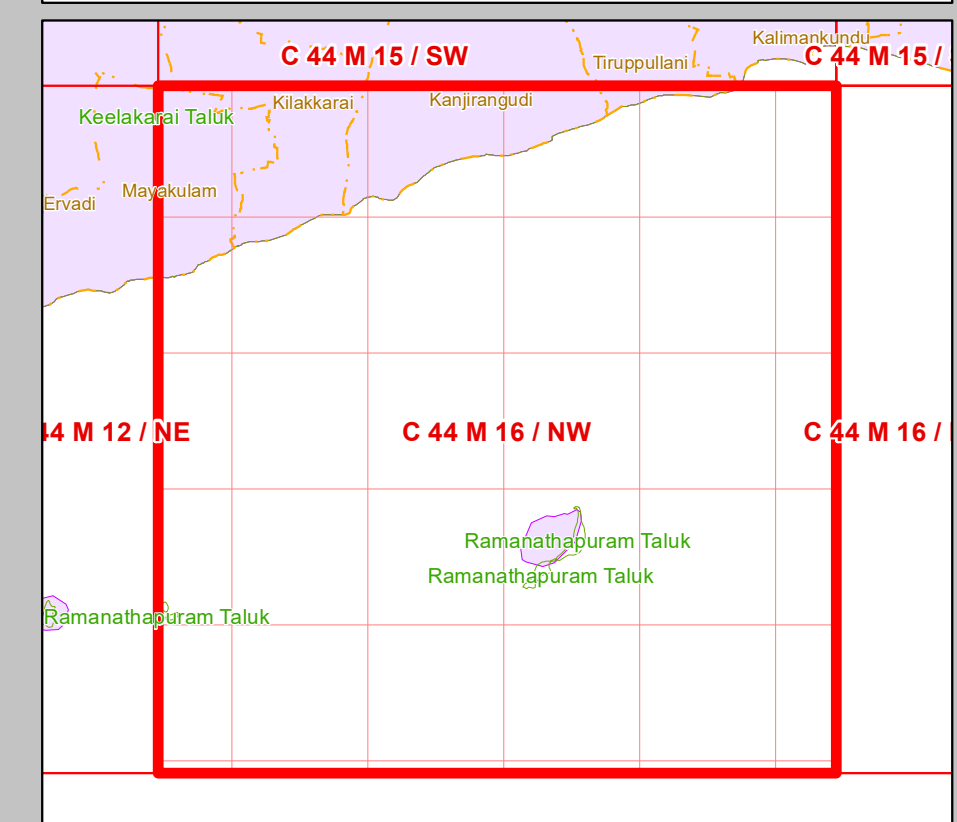 Kalimankundu
C 44 M 15 / SW
C 44 M 15 /
Tiruppullani
Kilakkarai
Kanjirangudi
Keelakarai Taluk
Mayakulam
Ervadi
44 M 12 / NE
C 44 M 16 / NW
C 44 M 16 /
Ramanathapuram Taluk
Ramanathapuram Taluk
Ramanathapuram Taluk